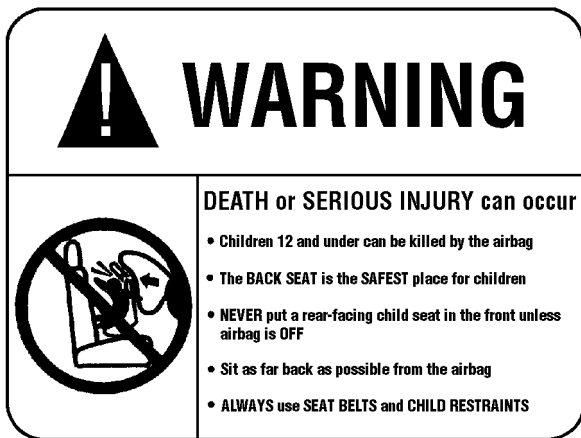 WARNING
DEATH or SERIOUS INJURY can occur
• Children 12 and under can be killed by the airbag
• The BACK SEAT is the SAFEST place for children
• NEVER put a rear-facing child seat in the front unless
airbag is OFF
• Sit as far back as possible from the airbag
• ALWAYS use SEAT BELTS and CHILD RESTRAINTS